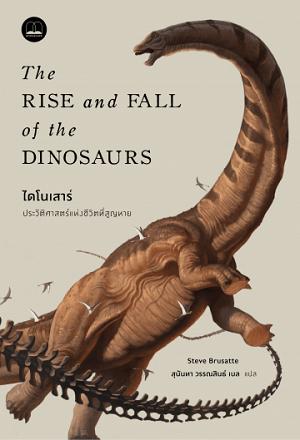 The
RISE and FALL
of the
DINOSAURS
ไดโนเสาร์
ประวัติศาสตร์แห่งชีวิตที่สูญหาย
Steve Brusatte
สุนันทา วรรณสินธ์ เบล แปล